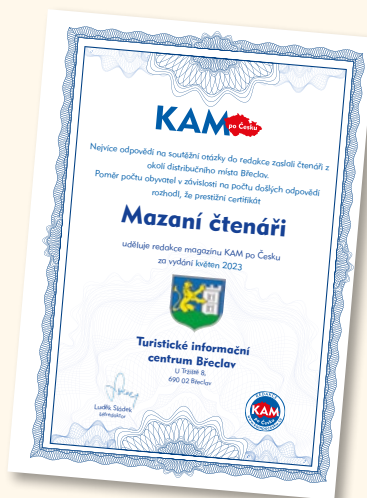 KAM
po Česku
Nejvíce odpovědí na soutěžní otázky do redakce zaslali čtenáři z
okolí distribučního místa Břeclav.
Poměr počtu obyvatel v závislosti na počtu došlých odpovědí
rozhodl, že prestižní certifikát
Mazaní čtenáři
uděluje redakce magazínu KAM po Česku
za vydání květen 2023
Turistické informační
centrum Břeclav
U Tržiště 8,
690 02 Břeclav
Luděk Sládek
šéfredaktor
KAM
po Česku